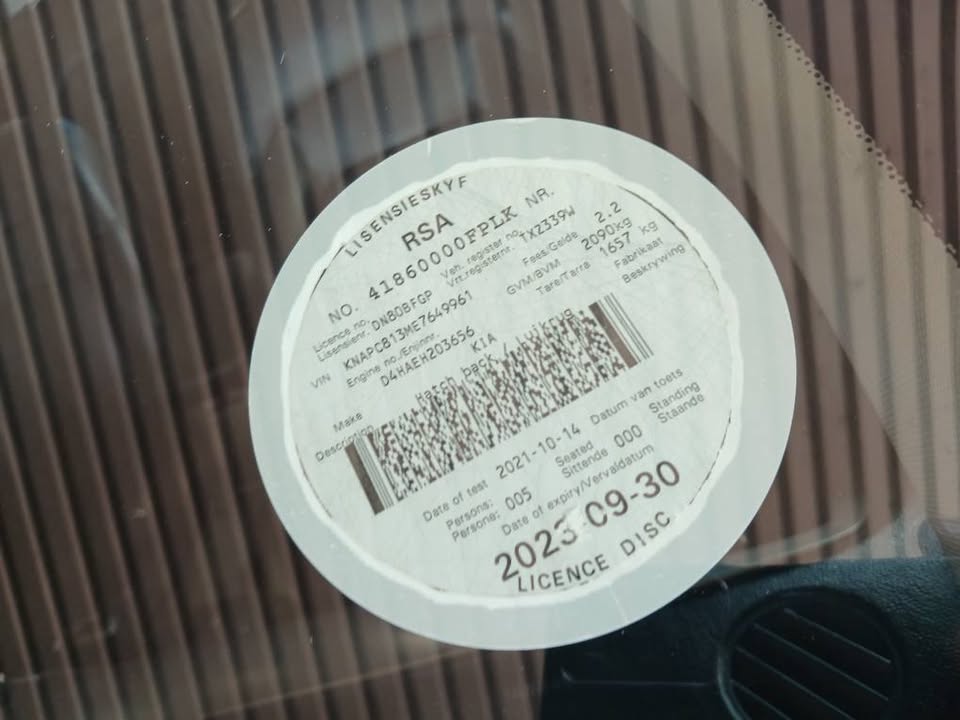 LISENSIESKYF
RSA
NO. 41860000FPLK NR.
Licence no. Veh. register no.
Lisensienr. DN80BFGP Vrt.registernr. TXZ339W
VIN KNAPC813ME7649961 Fees/Gelde 2.2
Engine no./Enjinnr. GVM/BVM 2090kg
D4HAEH203656 Tare/Tarra 1657 kg
Make KIA Fabrikaat
Description Hatch back / Luikrug Beskrywing
Date of test 2021-10-14 Datum van toets
Persons: 005 Seated 000 Standing
Persone: Sittende Staande
Date of expiry/Vervaldatum
2023-09-30
LICENCE DISC